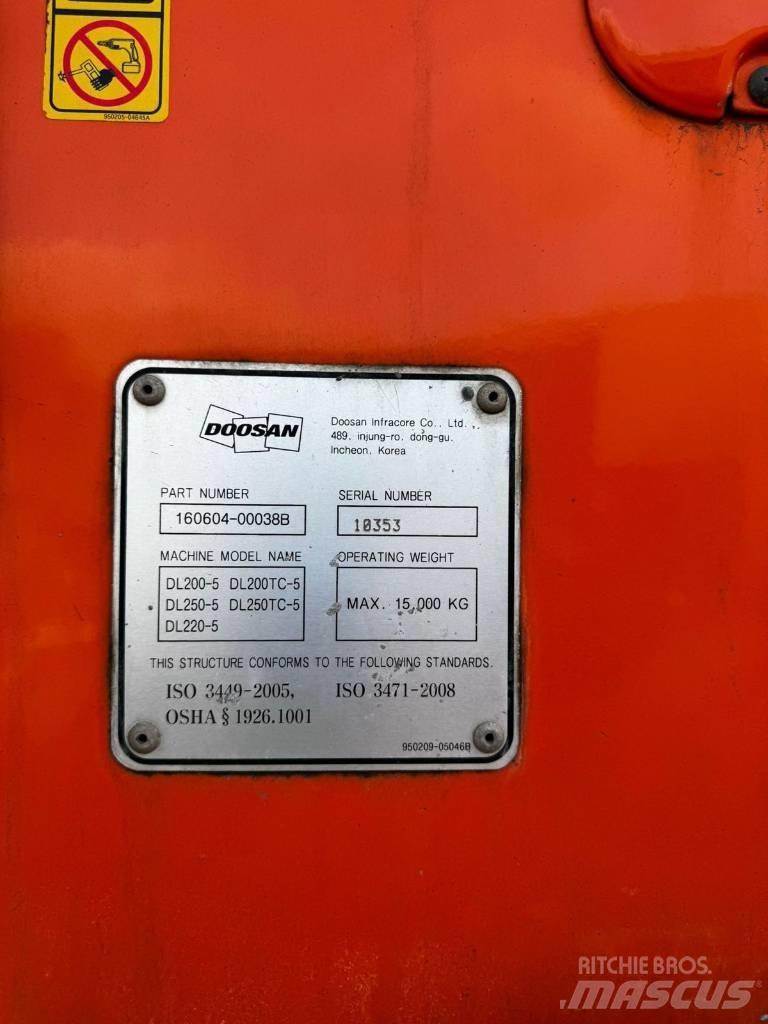 950205-04645A
DOOSAN
Doosan Infracore Co., Ltd.,
489, injung-ro, dong-gu,
Incheon, Korea
PART NUMBER
160604-00038B
SERIAL NUMBER
10353
MACHINE MODEL NAME
DL200-5 DL200TC-5
DL250-5 DL250TC-5
DL220-5
OPERATING WEIGHT
MAX. 15,000 KG
THIS STRUCTURE CONFORMS TO THE FOLLOWING STANDARDS.
ISO 3449-2005, ISO 3471-2008
OSHA § 1926.1001
950209-05046B
RITCHIE BROS.
MASCUS